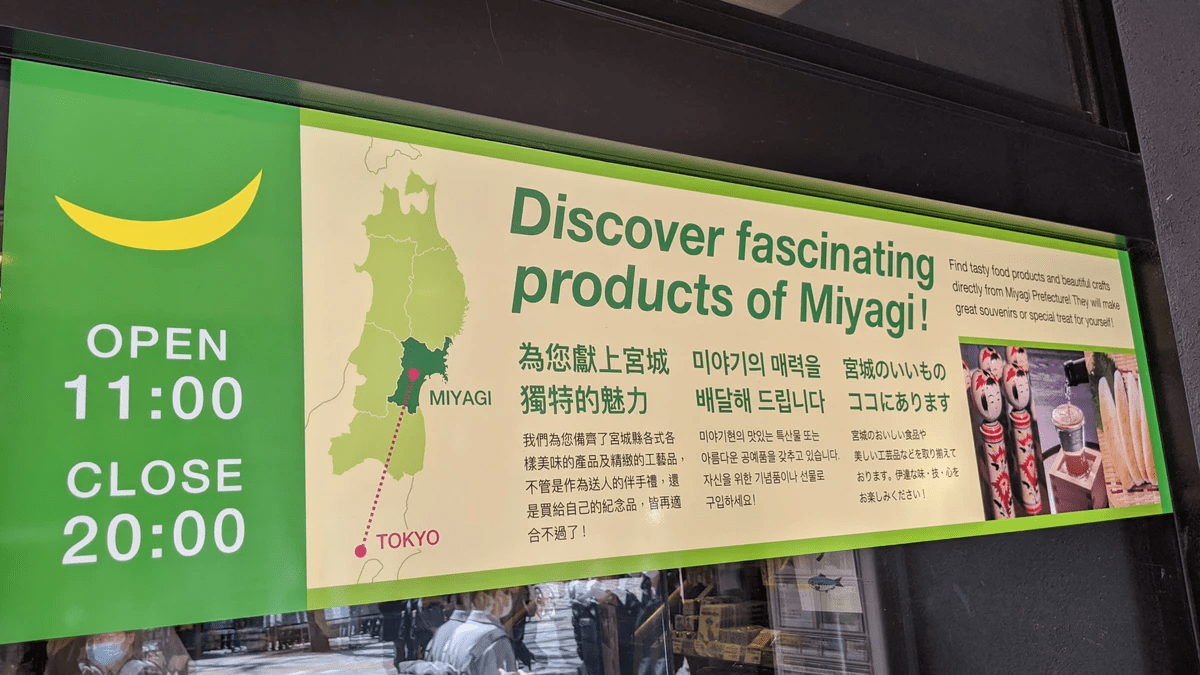 OPEN
11:00
CLOSE
20:00
MIYAGI
TOKYO
Discover fascinating
products of Miyagi!
Find tasty food products and beautiful crafts
directly from Miyagi Prefecture! They will make
great souvenirs or special treat for yourself!
為您獻上宮城
獨特的魅力
我們為您備齊了宮城縣各式各
樣美味的產品及精緻的工藝品，
不管是作為送人的伴手禮，還
是買給自己的紀念品，皆再適
合不過了！
미야기의 매력을
배달해 드립니다
미야기현의 맛있는 특산물 또는
아름다운 공예품을 갖추고 있습니다.
자신을 위한 기념품이나 선물로
구입하세요!
宮城のいいもの
ココにあります
宮城のおいしい食品や
美しい工芸品などを取り揃えて
おります。伊達な味・技・心を
お楽しみください！